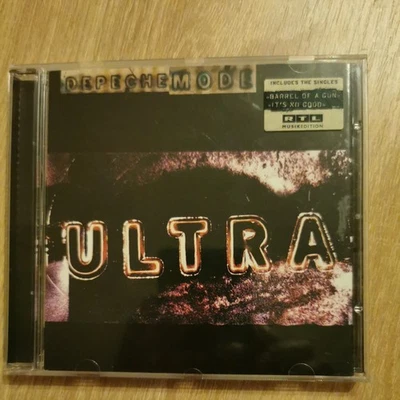 DEPECHE MODE
INCLUDES THE SINGLES
·BARREL OF A GUN·
·IT'S NO GOOD·
RTL
MUSIKEDITION
ULTRA